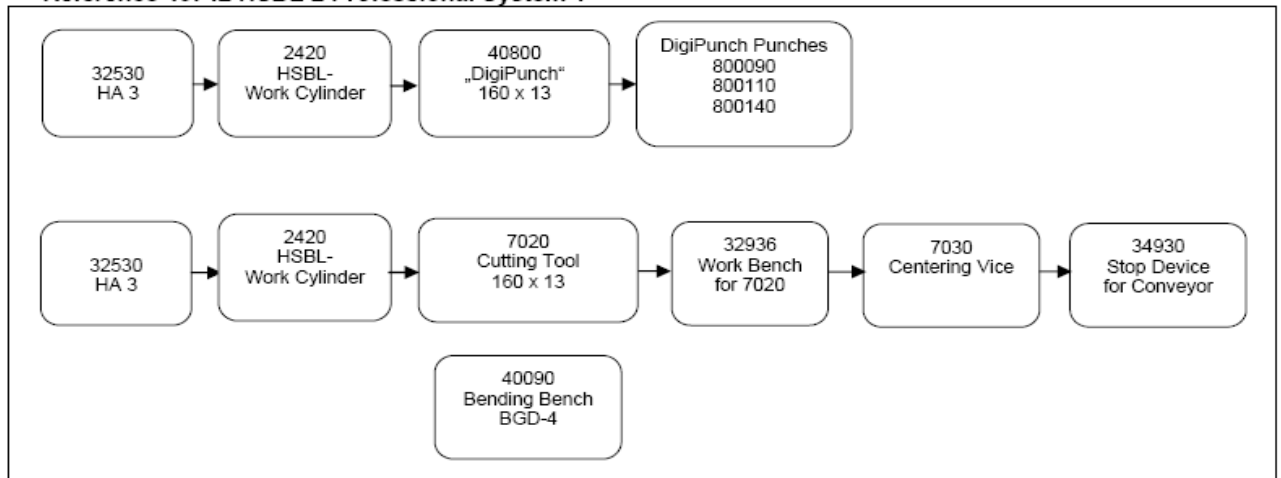 32530
HA 3
2420
HSBL-
Work Cylinder
40800
„DigiPunch“
160 x 13
DigiPunch Punches
800090
800110
800140
32530
HA 3
2420
HSBL-
Work Cylinder
7020
Cutting Tool
160 x 13
32936
Work Bench
for 7020
7030
Centering Vice
34930
Stop Device
for Conveyor
40090
Bending Bench
BGD-4